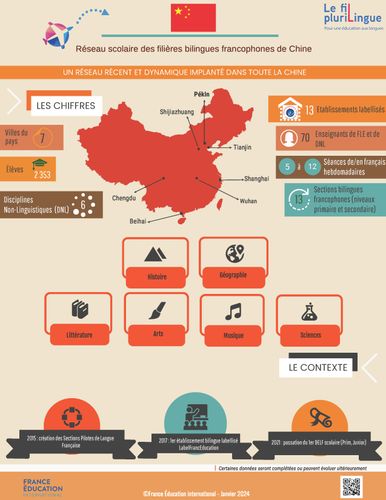 Le fil
pluriLingue
Pour une éducation aux langues
Réseau scolaire des filières bilingues francophones de Chine
UN RÉSEAU RÉCENT ET DYNAMIQUE IMPLANTÉ DANS TOUTE LA CHINE
LES CHIFFRES
Villes du
pays
7
Élèves
2 353
Disciplines
Non-Linguistiques (DNL)
6
Pékin
Shijiazhuang
Tianjin
Shanghai
Wuhan
Chengdu
Beihai
13 Etablissements labellisés
70 Enseignants de FLE et de
DNL
5 à 12 Séances de/en français
hebdomadaires
13 Sections bilingues
francophones (niveaux
primaire et secondaire)
Histoire
Géographie
Littérature
Arts
Musique
Sciences
LE CONTEXTE
2015 : création des Sections Pilotes de Langue
Française
2017 : 1er établissement bilingue labellisé
LabelFrancEducation
2021 : passation du 1er DELF scolaire (Prim, Junior)
Certaines données seront complétées ou peuvent évoluer ultérieurement
FRANCE
ÉDUCATION
INTERNATIONAL
©France Éducation international - Janvier 2024